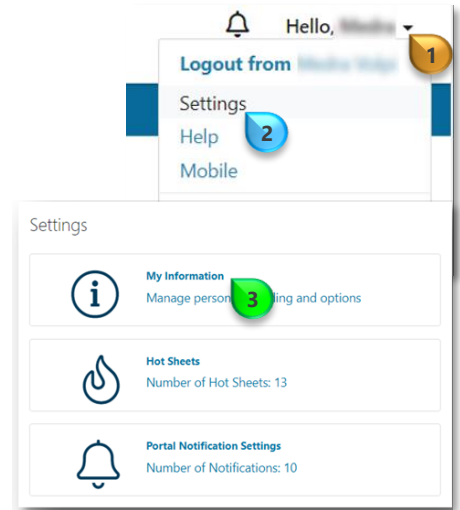 Hello,
1
Logout from
Settings
2
Help
Mobile
Settings
My Information
Manage person 3 ling and options
Hot Sheets
Number of Hot Sheets: 13
Portal Notification Settings
Number of Notifications: 10